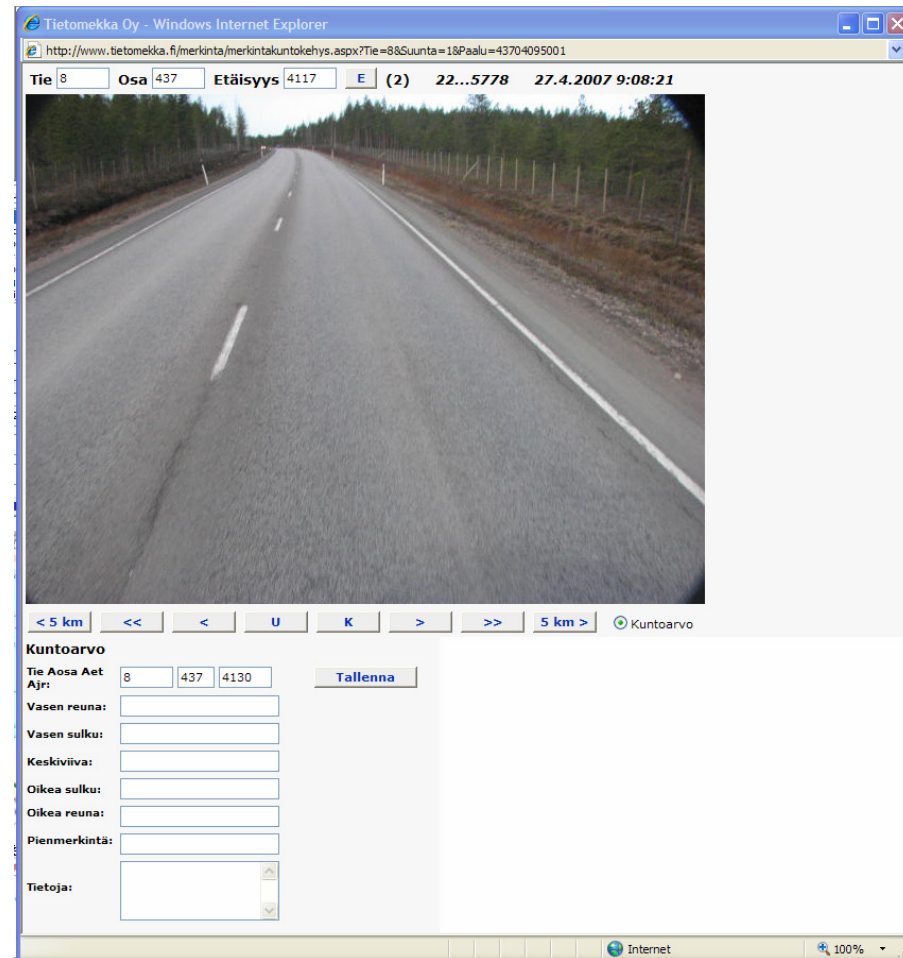 Tietomekka Oy - Windows Internet Explorer
http://www.tietomekka.fi/merkinta/merkintakuntokehys.aspx?Tie=8&Suunta=1&Paalu=43704095001
Tie 8 Osa 437 Etäisyys 4117 E (2) 22...5778 27.4.2007 9:08:21
< 5 km << < U K > >> 5 km > Kuntoarvo
Kuntoarvo
Tie Aosa Aet
Ajr: 8 437 4130 Tallenna
Vasen reuna:
Vasen sulku:
Keskiviiva:
Oikea sulku:
Oikea reuna:
Pienmerkintä:
Tietoja:
Internet 100%